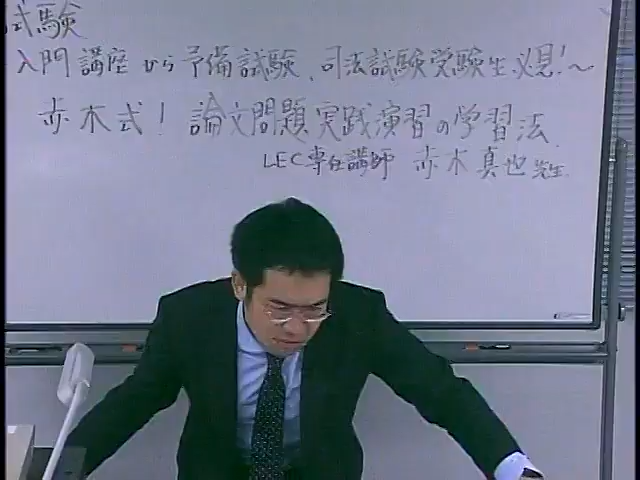 式験
入門講座から予備試験、司法試験受験生必見!~
赤木式! 論文問題実践演習の学習法
LEC専任講師 赤木真也先生